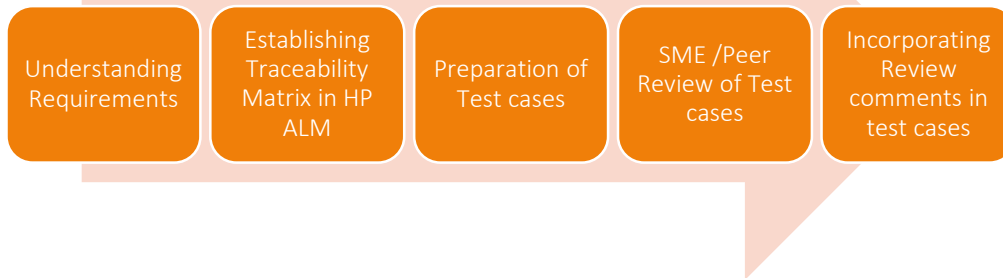 Understanding
Requirements
Establishing
Traceability
Matrix in HP
ALM
Preparation of
Test cases
SME /Peer
Review of Test
cases
Incorporating
Review
comments in
test cases